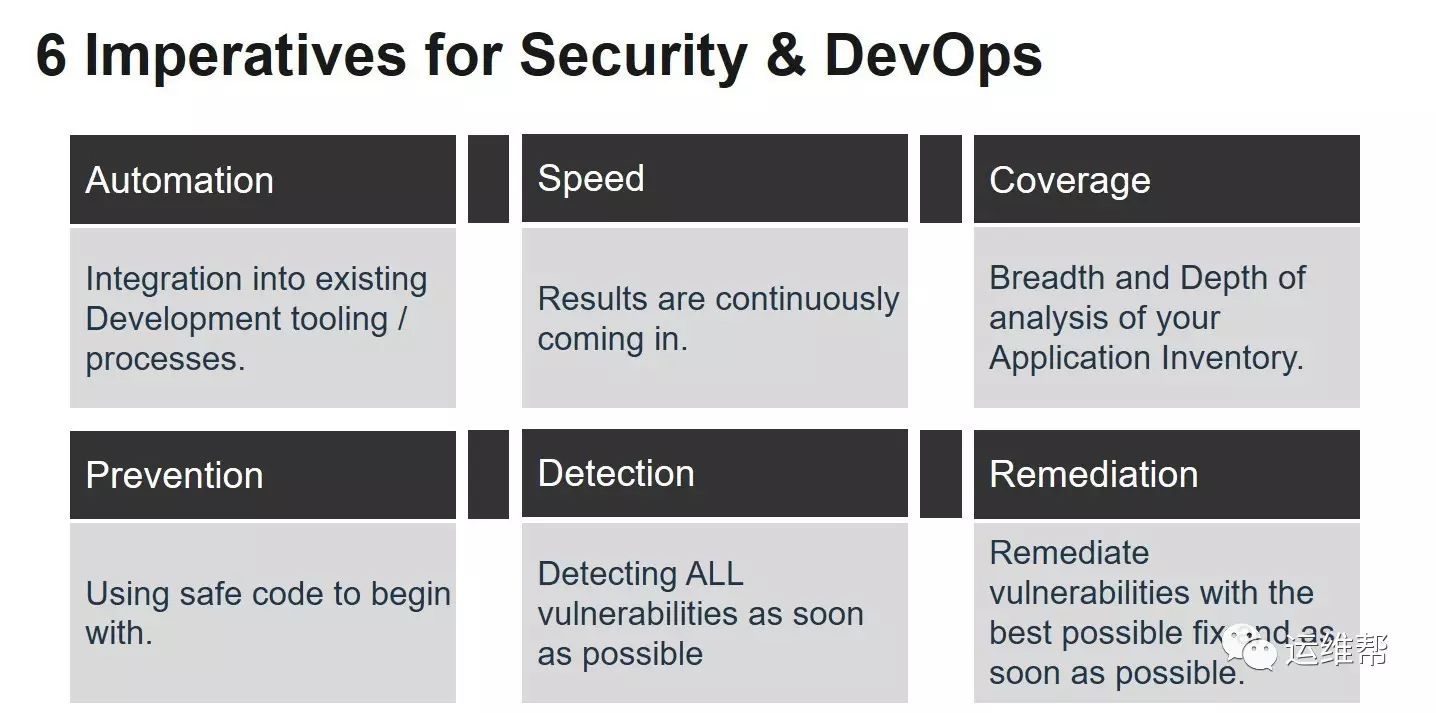 6 Imperatives for Security & DevOps
Automation
Integration into existing
Development tooling /
processes.
Speed
Results are continuously
coming in.
Coverage
Breadth and Depth of
analysis of your
Application Inventory.
Prevention
Using safe code to begin
with.
Detection
Detecting ALL
vulnerabilities as soon
as possible
Remediation
Remediate
vulnerabilities with the
best possible fix and as
soon as possible.
运维帮